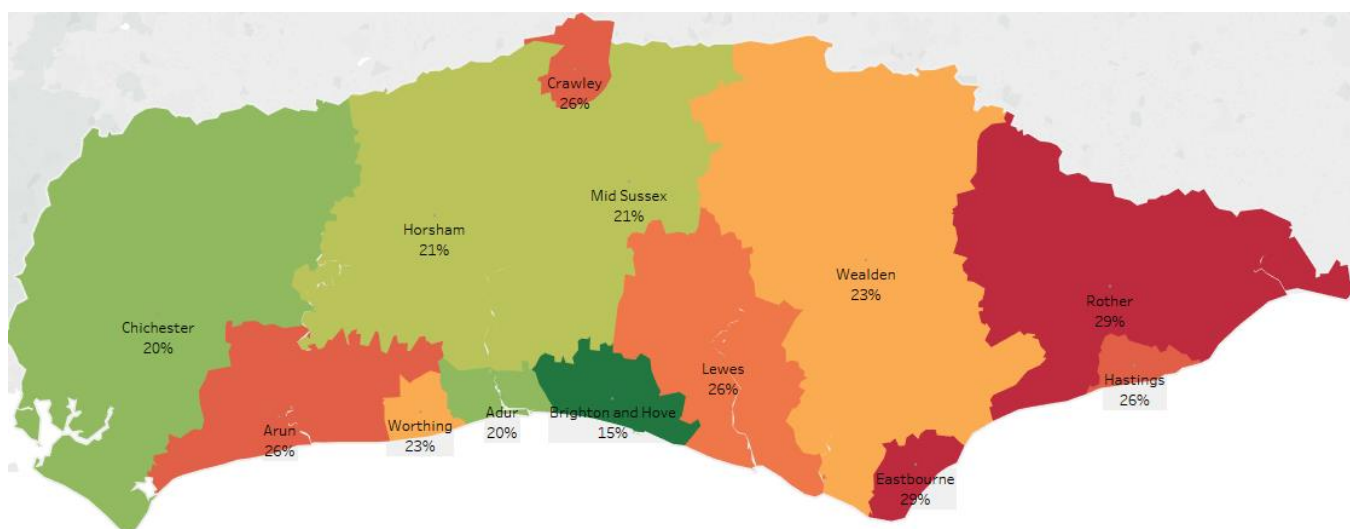 Crawley
26%
Mid Sussex
21%
Horsham
21%
Wealden
23%
Rother
29%
Chichester
20%
Lewes
26%
Hastings
26%
Arun
26%
Worthing
23%
Adur
20%
Brighton and Hove
15%
Eastbourne
29%